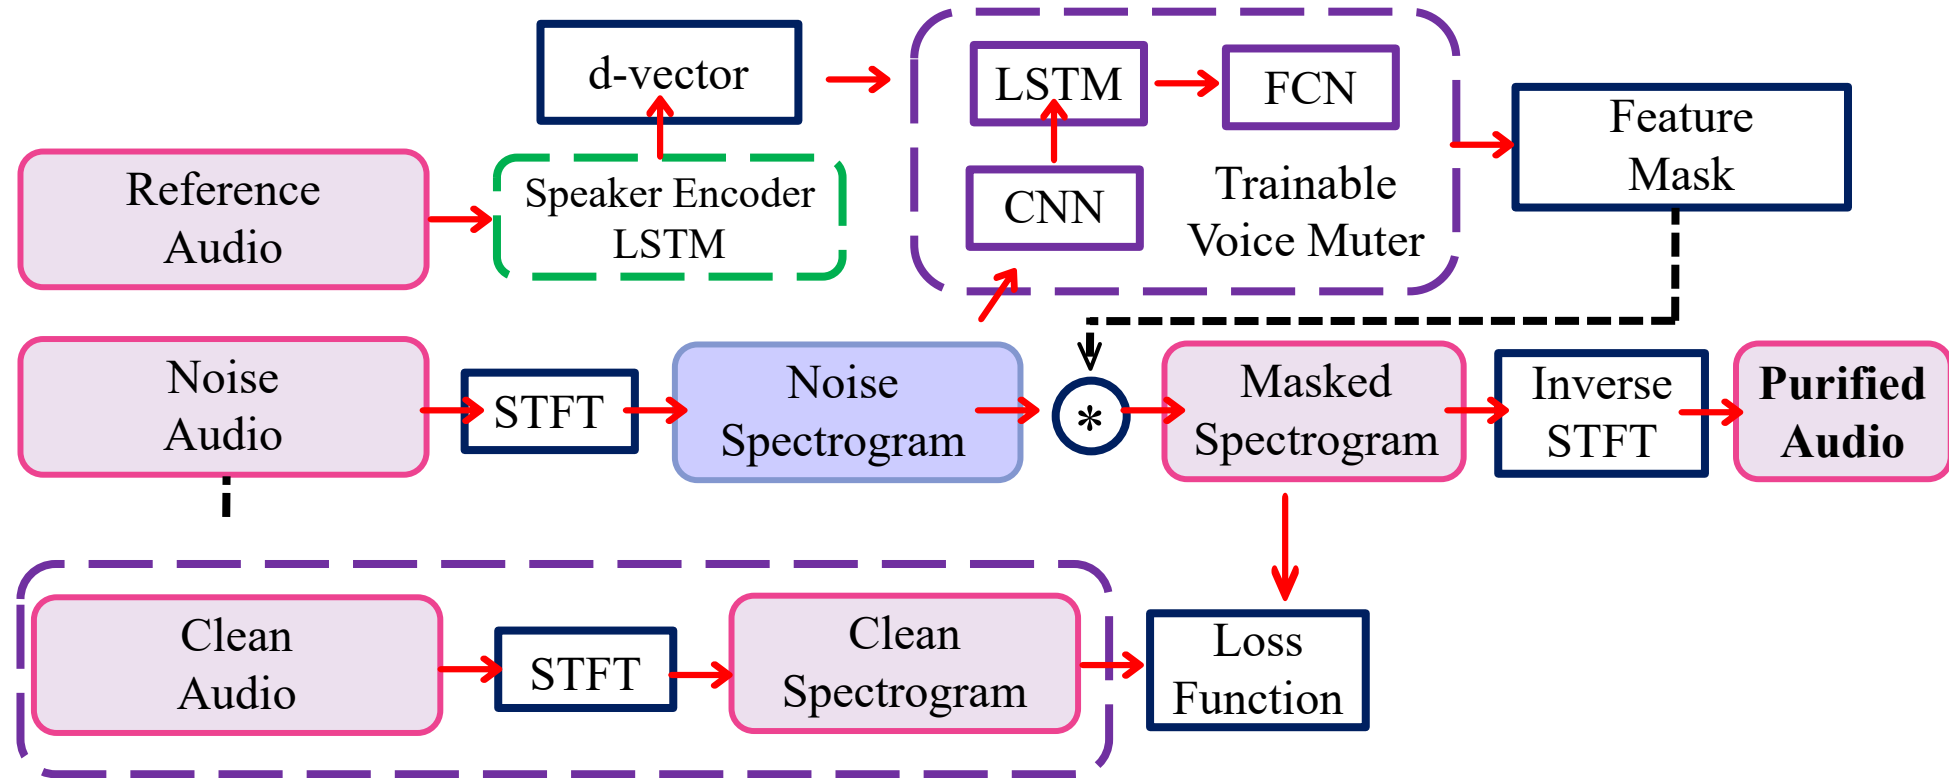 d-vector
LSTM
FCN
Feature
Mask
Reference
Audio
Speaker Encoder
LSTM
CNN
Trainable
Voice Muter
Noise
Audio
STFT
Noise
Spectrogram
*
Masked
Spectrogram
Inverse
STFT
Purified
Audio
Clean
Audio
STFT
Clean
Spectrogram
Loss
Function